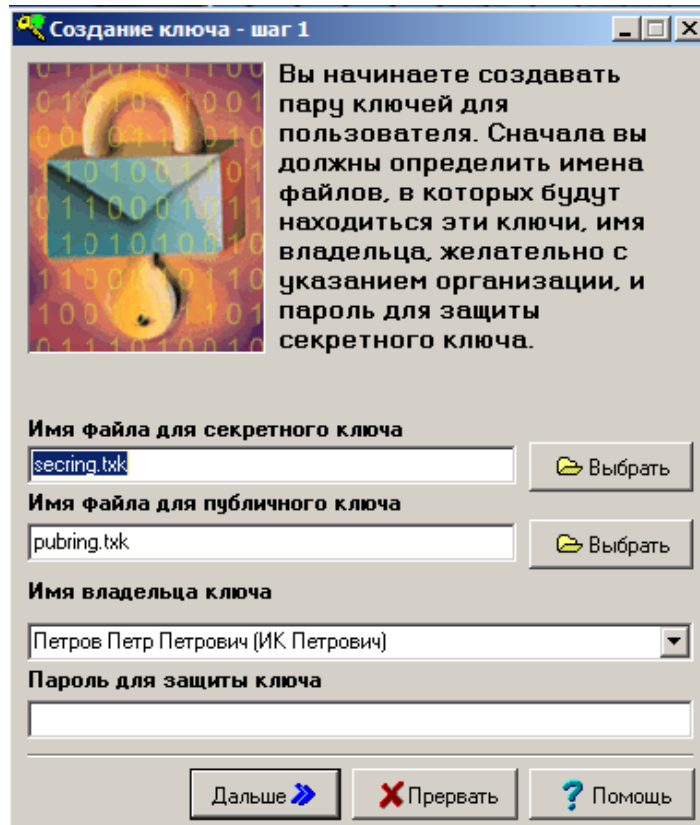 Создание ключа - шаг 1
Вы начинаете создавать
пару ключей для
пользователя. Сначала вы
должны определить имена
файлов, в которых будут
находиться эти ключи, имя
владельца, желательно с
указанием организации, и
пароль для защиты
секретного ключа.
Имя файла для секретного ключа
secring.txk
Выбрать
Имя файла для публичного ключа
pubring.txk
Выбрать
Имя владельца ключа
Петров Петр Петрович (ИК Петрович)
Пароль для защиты ключа
Дальше Прервать ? Помощь